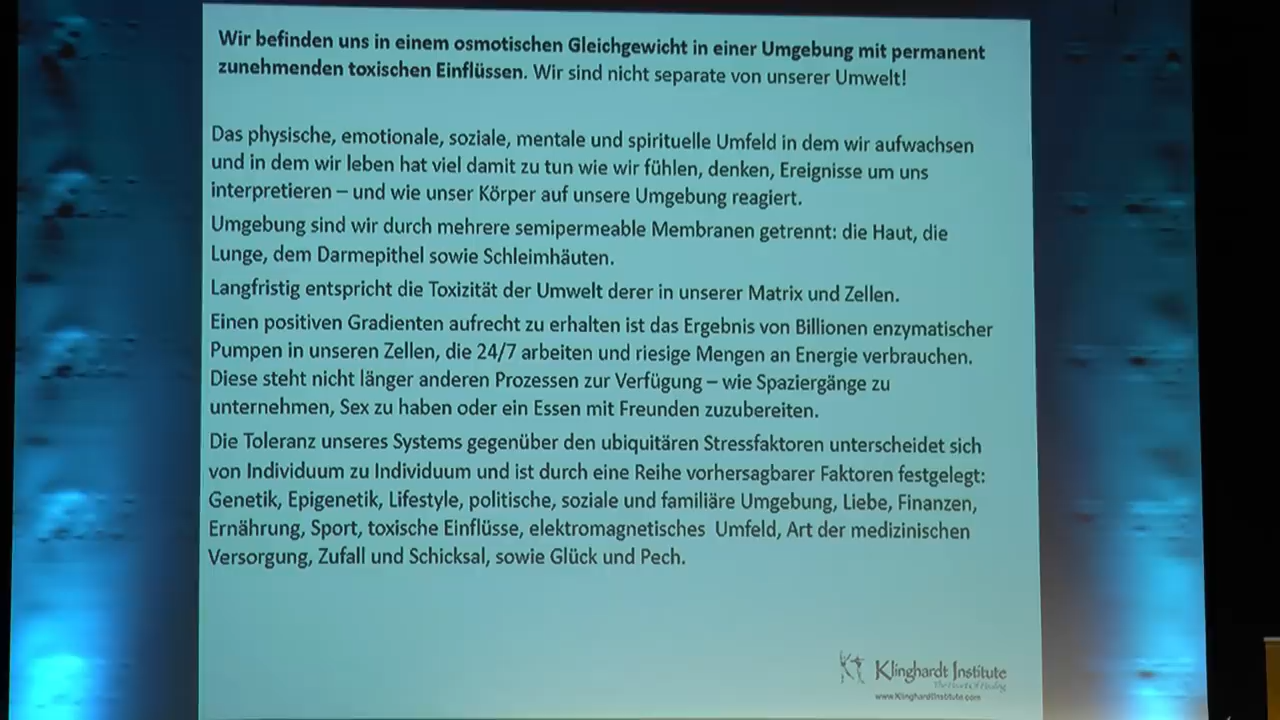 Wir befinden uns in einem osmotischen Gleichgewicht in einer Umgebung mit permanent
zunehmenden toxischen Einflüssen. Wir sind nicht separate von unserer Umwelt!
Das physische, emotionale, soziale, mentale und spirituelle Umfeld in dem wir aufwachsen
und in dem wir leben hat viel damit zu tun wie wir fühlen, denken, Ereignisse um uns
interpretieren – und wie unser Körper auf unsere Umgebung reagiert.
Umgebung sind wir durch mehrere semipermeable Membranen getrennt: die Haut, die
Lunge, dem Darmepithel sowie Schleimhäuten.
Langfristig entspricht die Toxizität der Umwelt derer in unserer Matrix und Zellen.
Einen positiven Gradienten aufrecht zu erhalten ist das Ergebnis von Billionen enzymatischer
Pumpen in unseren Zellen, die 24/7 arbeiten und riesige Mengen an Energie verbrauchen.
Diese steht nicht länger anderen Prozessen zur Verfügung – wie Spaziergänge zu
unternehmen, Sex zu haben oder ein Essen mit Freunden zuzubereiten.
Die Toleranz unseres Systems gegenüber den ubiquitären Stressfaktoren unterscheidet sich
von Individuum zu Individuum und ist durch eine Reihe vorhersagbarer Faktoren festgelegt:
Genetik, Epigenetik, Lifestyle, politische, soziale und familiäre Umgebung, Liebe, Finanzen,
Ernährung, Sport, toxische Einflüsse, elektromagnetisches Umfeld, Art der medizinischen
Versorgung, Zufall und Schicksal, sowie Glück und Pech.
Klinghardt Institute
www.KlinghardtInstitute.com